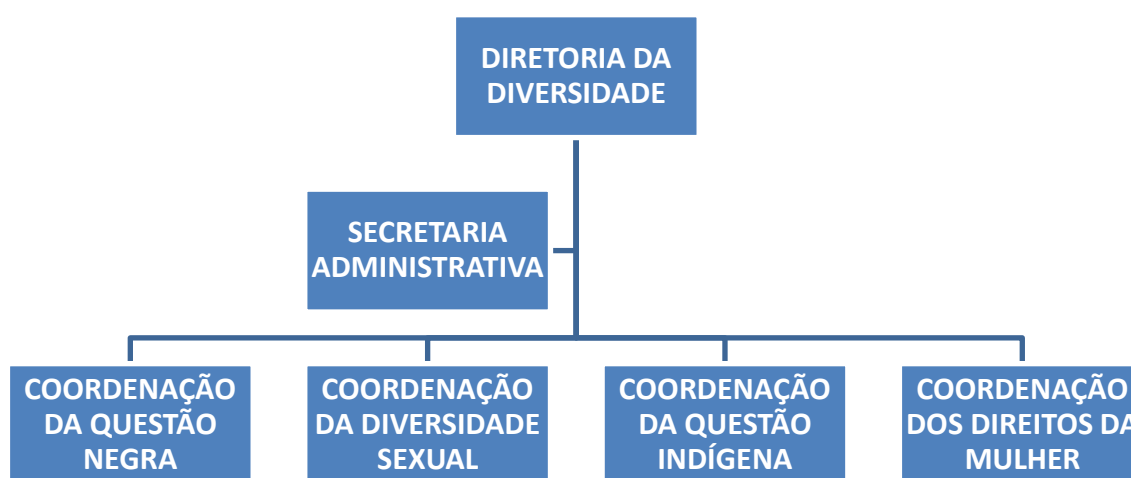 DIRETORIA DA
DIVERSIDADE
SECRETARIA
ADMINISTRATIVA
COORDENAÇÃO
DA QUESTÃO
NEGRA
COORDENAÇÃO
DA DIVERSIDADE
SEXUAL
COORDENAÇÃO
DA QUESTÃO
INDÍGENA
COORDENAÇÃO
DOS DIREITOS DA
MULHER